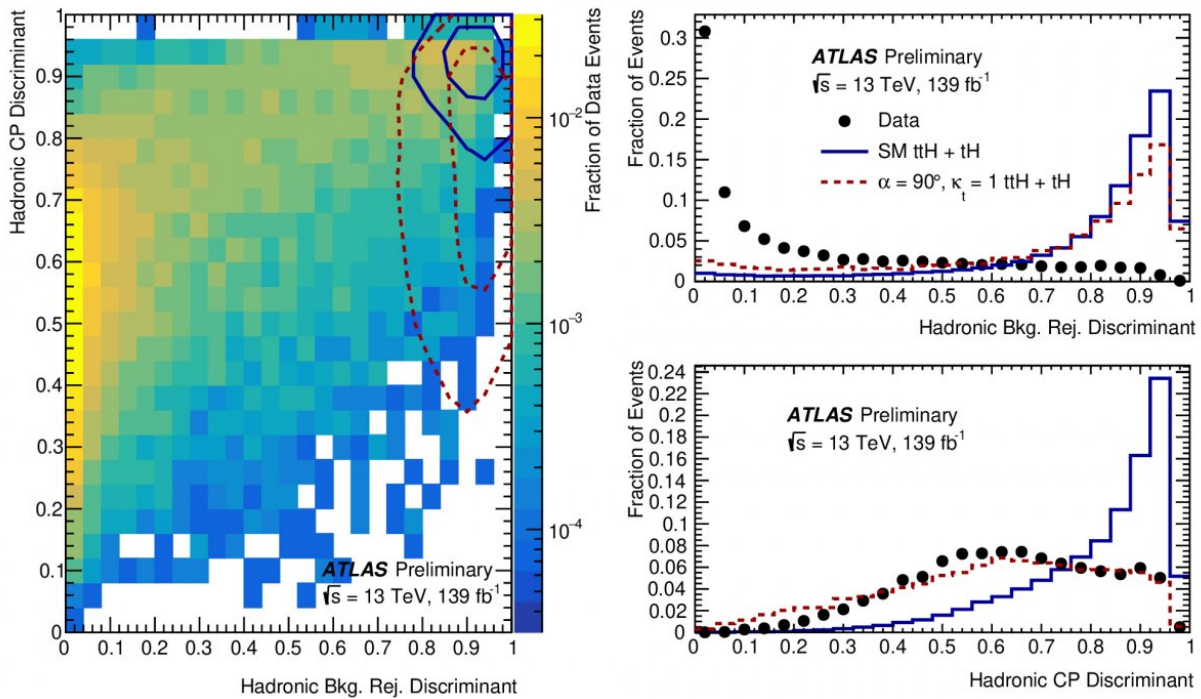 Hadronic CP Discriminant
1
0.9
0.8
0.7
0.6
0.5
0.4
0.3
0.2
0.1
0
0 0.1 0.2 0.3 0.4 0.5 0.6 0.7 0.8 0.9 1
Hadronic Bkg. Rej. Discriminant
ATLAS Preliminary
√s = 13 TeV, 139 fb⁻¹
Fraction of Data Events
10⁻²
10⁻³
10⁻⁴
Fraction of Events
0.3
0.25
0.2
0.15
0.1
0.05
0
ATLAS Preliminary
√s = 13 TeV, 139 fb⁻¹
Data
SM ttH + tH
α = 90°, κₜ = 1 ttH + tH
0 0.1 0.2 0.3 0.4 0.5 0.6 0.7 0.8 0.9 1
Hadronic Bkg. Rej. Discriminant
Fraction of Events
0.24
0.22
0.20
0.18
0.16
0.14
0.12
0.10
0.08
0.06
0.04
0.02
0
ATLAS Preliminary
√s = 13 TeV, 139 fb⁻¹
0 0.1 0.2 0.3 0.4 0.5 0.6 0.7 0.8 0.9 1
Hadronic CP Discriminant